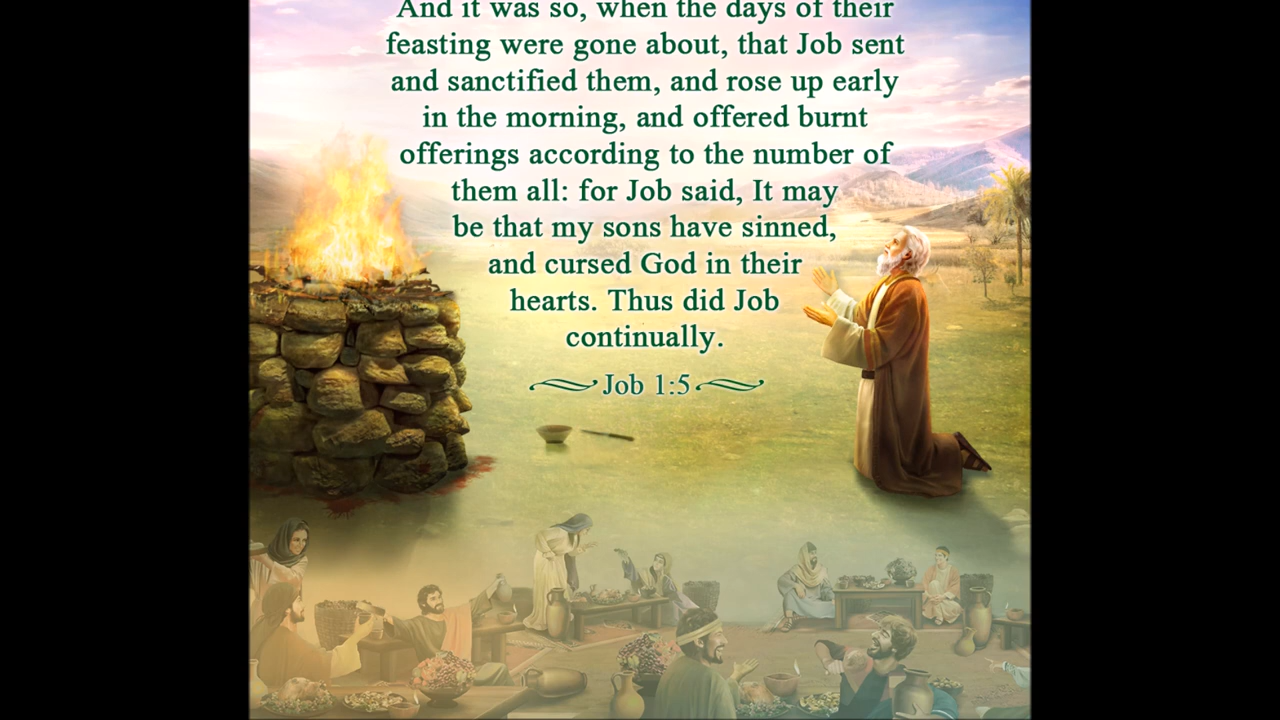 And it was so, when the days of their
feasting were gone about, that Job sent
and sanctified them, and rose up early
in the morning, and offered burnt
offerings according to the number of
them all: for Job said, It may
be that my sons have sinned,
and cursed God in their
hearts. Thus did Job
continually.
Job 1:5